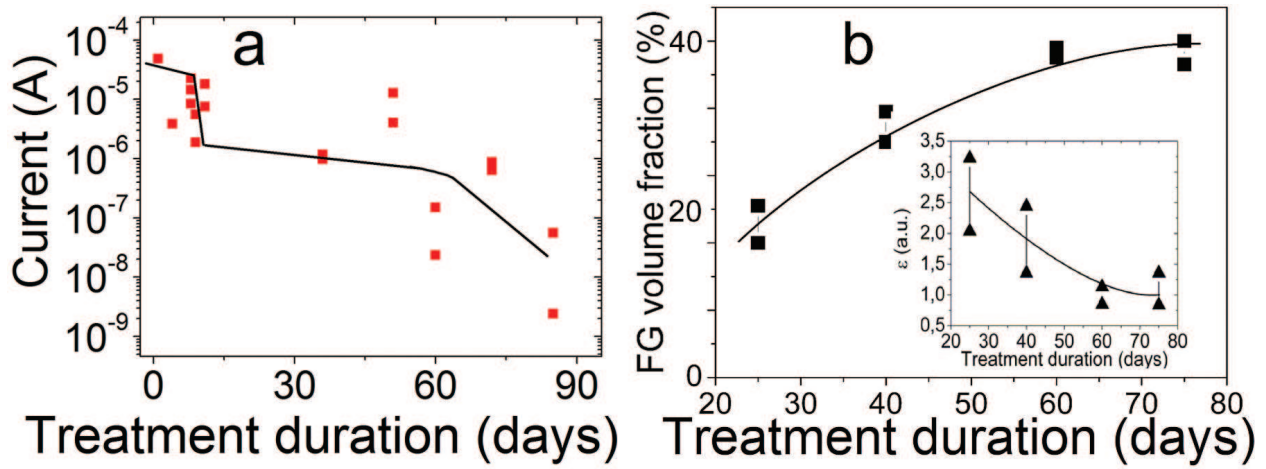 a
Current (A)
10⁻⁴
10⁻⁵
10⁻⁶
10⁻⁷
10⁻⁸
10⁻⁹
0 30 60 90
Treatment duration (days)
b
FG volume fraction (%)
40
20
0
20 30 40 50 60 70 80
Treatment duration (days)
ε (a.u.)
3,5
3,0
2,5
2,0
1,5
1,0
0,5
20 30 40 50 60 70 80
Treatment duration (days)